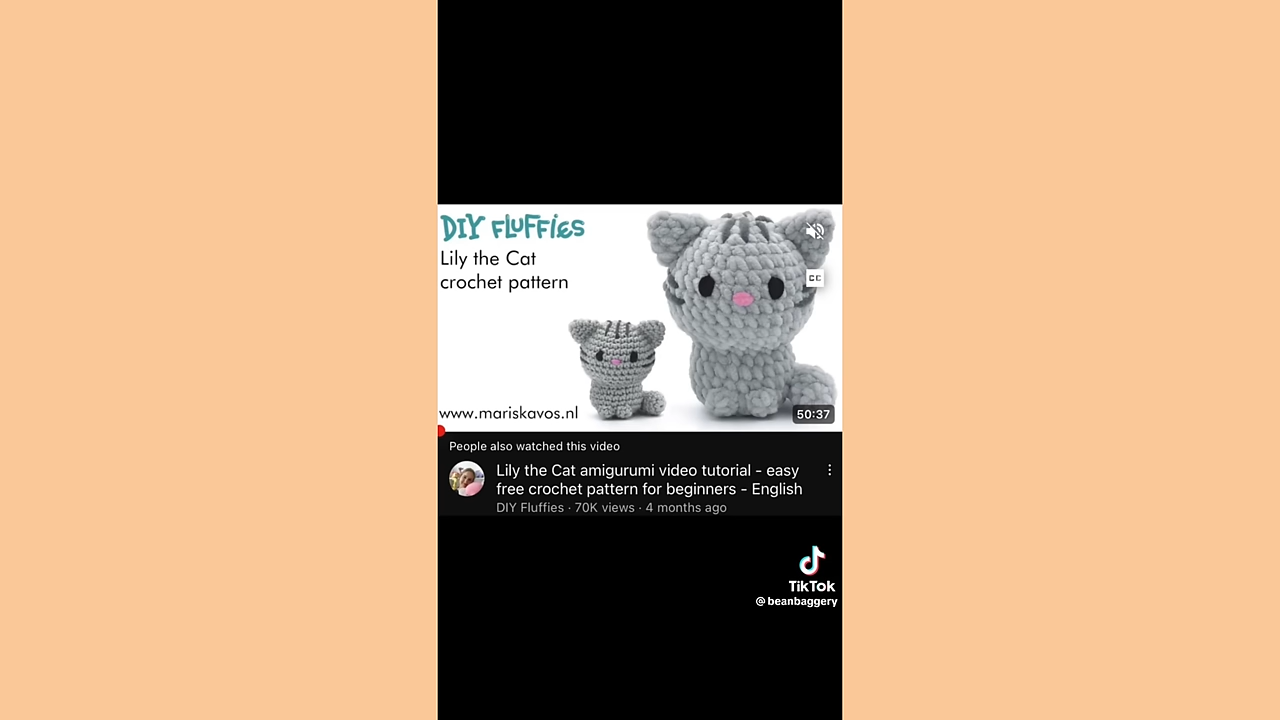 DIY FLUFFIES
Lily the Cat
crochet pattern
CC
www.mariskavos.nl
50:37
People also watched this video
Lily the Cat amigurumi video tutorial - easy
free crochet pattern for beginners - English
DIY Fluffies · 70K views · 4 months ago
TikTok
@beanbaggery